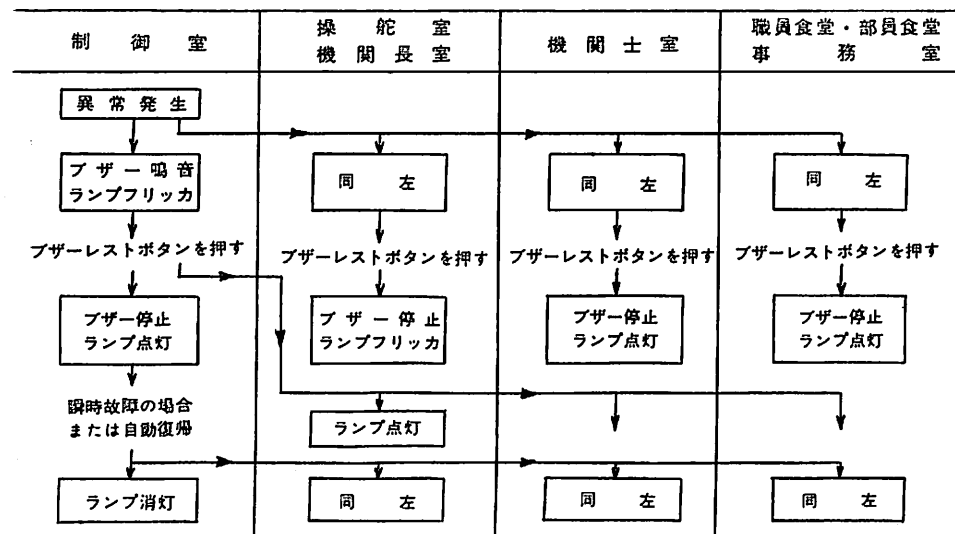 制御室
操舵室
機関長室
機関士室
職員食堂・部員食堂
事務室
異常発生
ブザー鳴音
ランプフリッカ
同左
同左
同左
ブザーレストボタンを押す
ブザーレストボタンを押す
ブザーレストボタンを押す
ブザーレストボタンを押す
ブザー停止
ランプ点灯
ブザー停止
ランプフリッカ
ブザー停止
ランプ点灯
ブザー停止
ランプ点灯
瞬時故障の場合
または自動復帰
ランプ点灯
ランプ消灯
同左
同左
同左